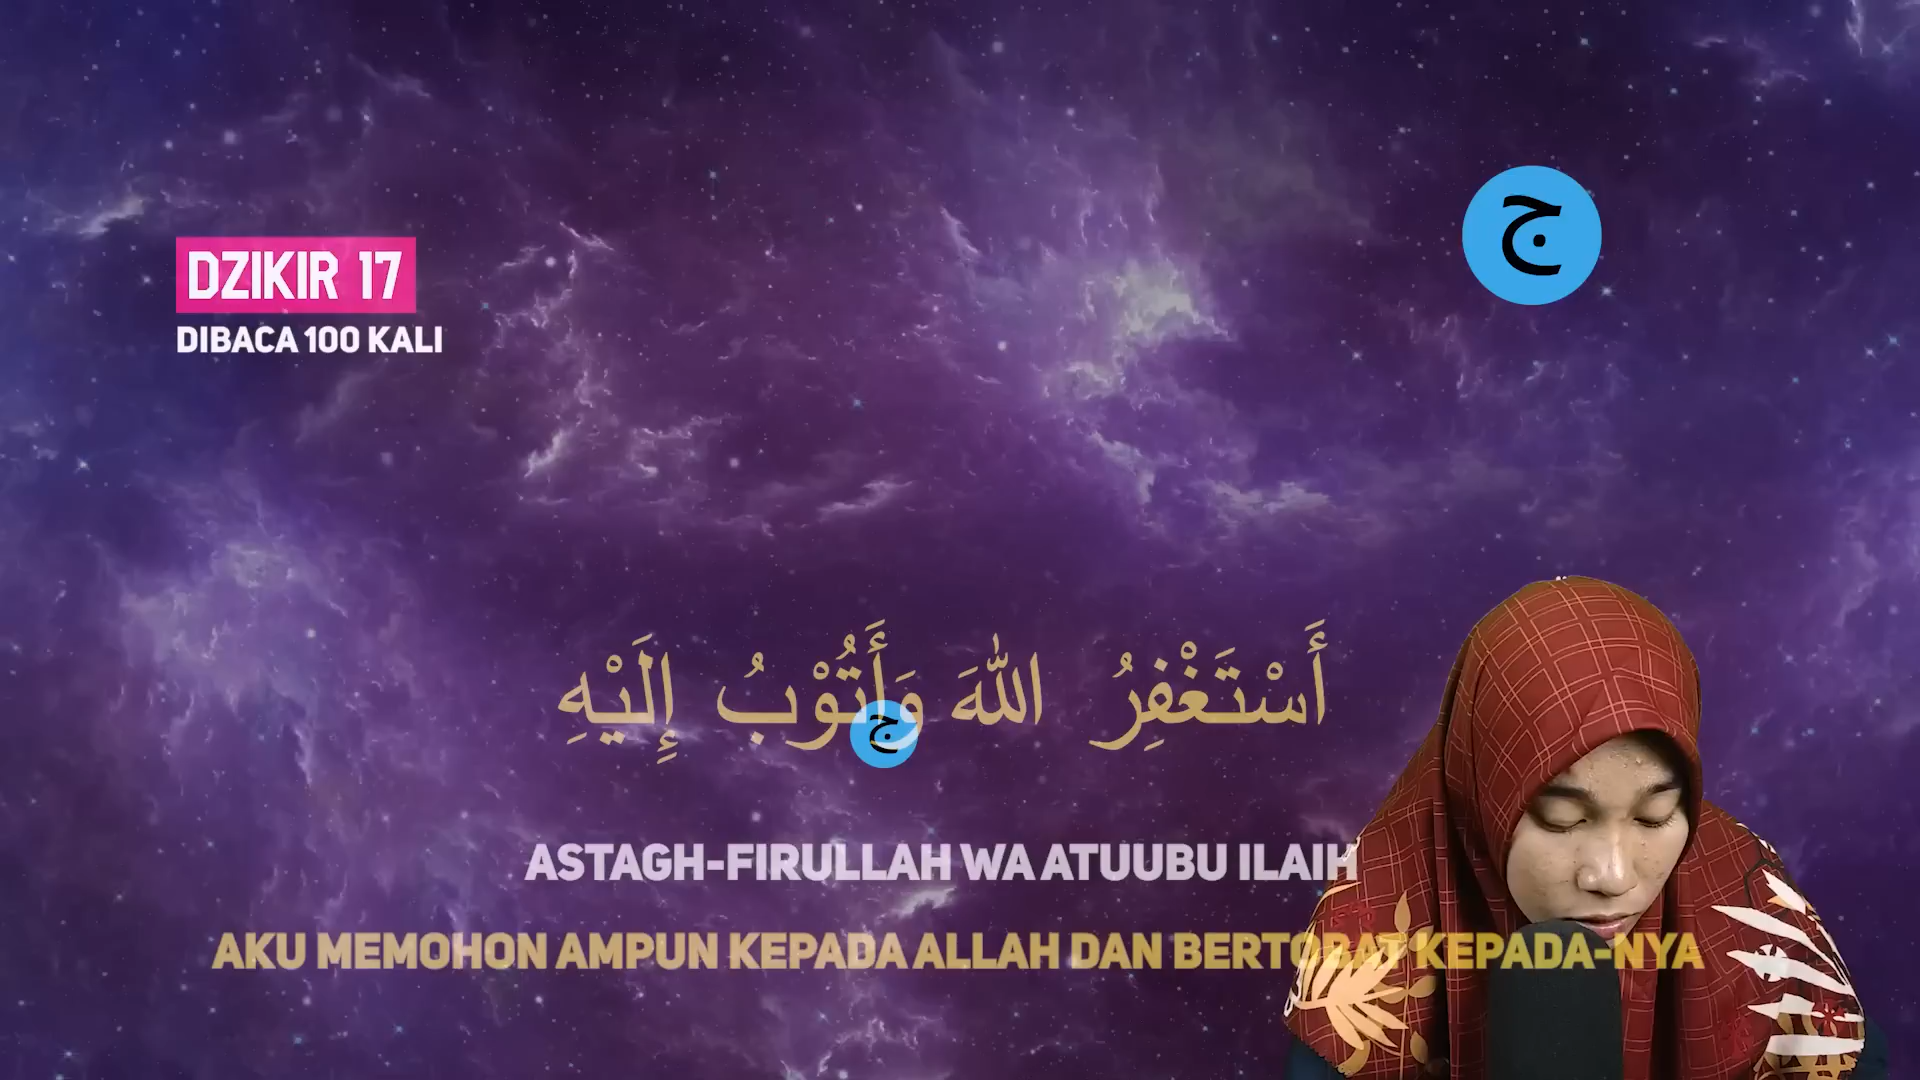 ج
DZIKIR 17
DIBACA 100 KALI
أَسْتَغْفِرُ اللهَ وَأَتُوْبُ إِلَيْهِ
ج
ASTAGH-FIRULLAH WA ATUUBU ILAIH
AKU MEMOHON AMPUN KEPADA ALLAH DAN BERTOBAT KEPADA-NYA